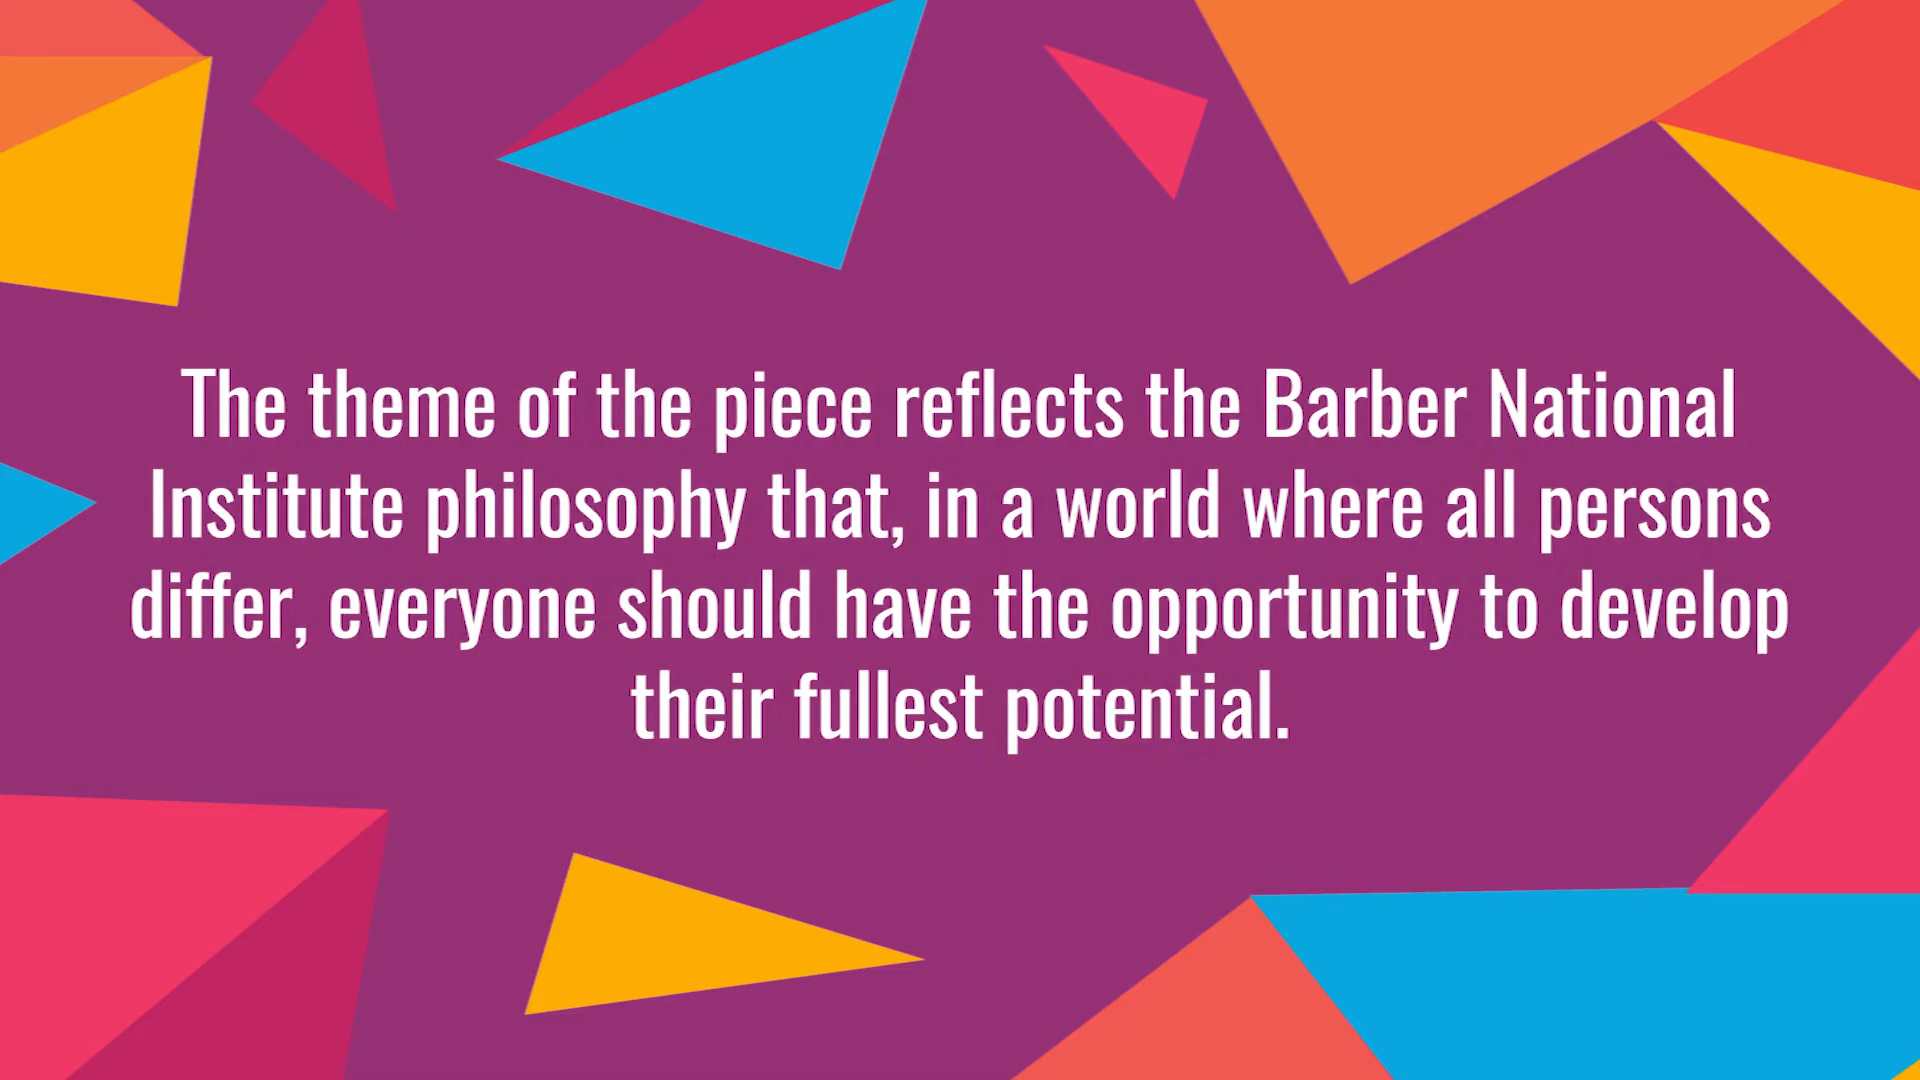 The theme of the piece reflects the Barber National
Institute philosophy that, in a world where all persons
differ, everyone should have the opportunity to develop
their fullest potential.